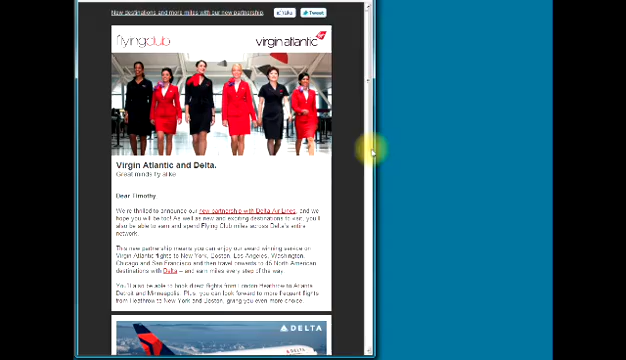 New destinations and more miles with our new partnership.
Like
Tweet
flyingclub
virgin atlantic
Virgin Atlantic and Delta.
Great minds fly alike
Dear Timothy
We're thrilled to announce our new partnership with Delta Air Lines, and we
hope you will be too! As well as new and exciting destinations to visit, you'll
also be able to earn and spend Flying Club miles across Delta's entire
network.
This new partnership means you can enjoy our award winning service on
Virgin Atlantic flights to New York, Boston, Los Angeles, Washington,
Chicago and San Francisco and then travel onwards to 46 North American
destinations with Delta – and earn miles every step of the way.
You'll also be able to book direct flights from London Heathrow to Atlanta,
Detroit and Minneapolis. Plus, you can look forward to more frequent flights
from Heathrow to New York and Boston, giving you even more choice.
DELTA